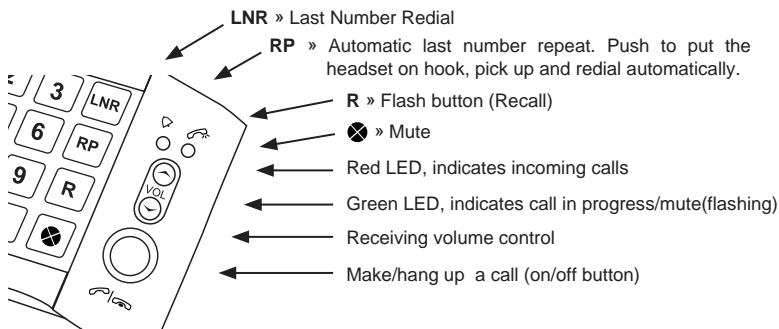 LNR » Last Number Redial
RP » Automatic last number repeat. Push to put the
headset on hook, pick up and redial automatically.
R » Flash button (Recall)
» Mute
Red LED, indicates incoming calls
Green LED, indicates call in progress/mute(flashing)
Receiving volume control
Make/hang up a call (on/off button)
3
LNR
6
RP
9
R
VOL